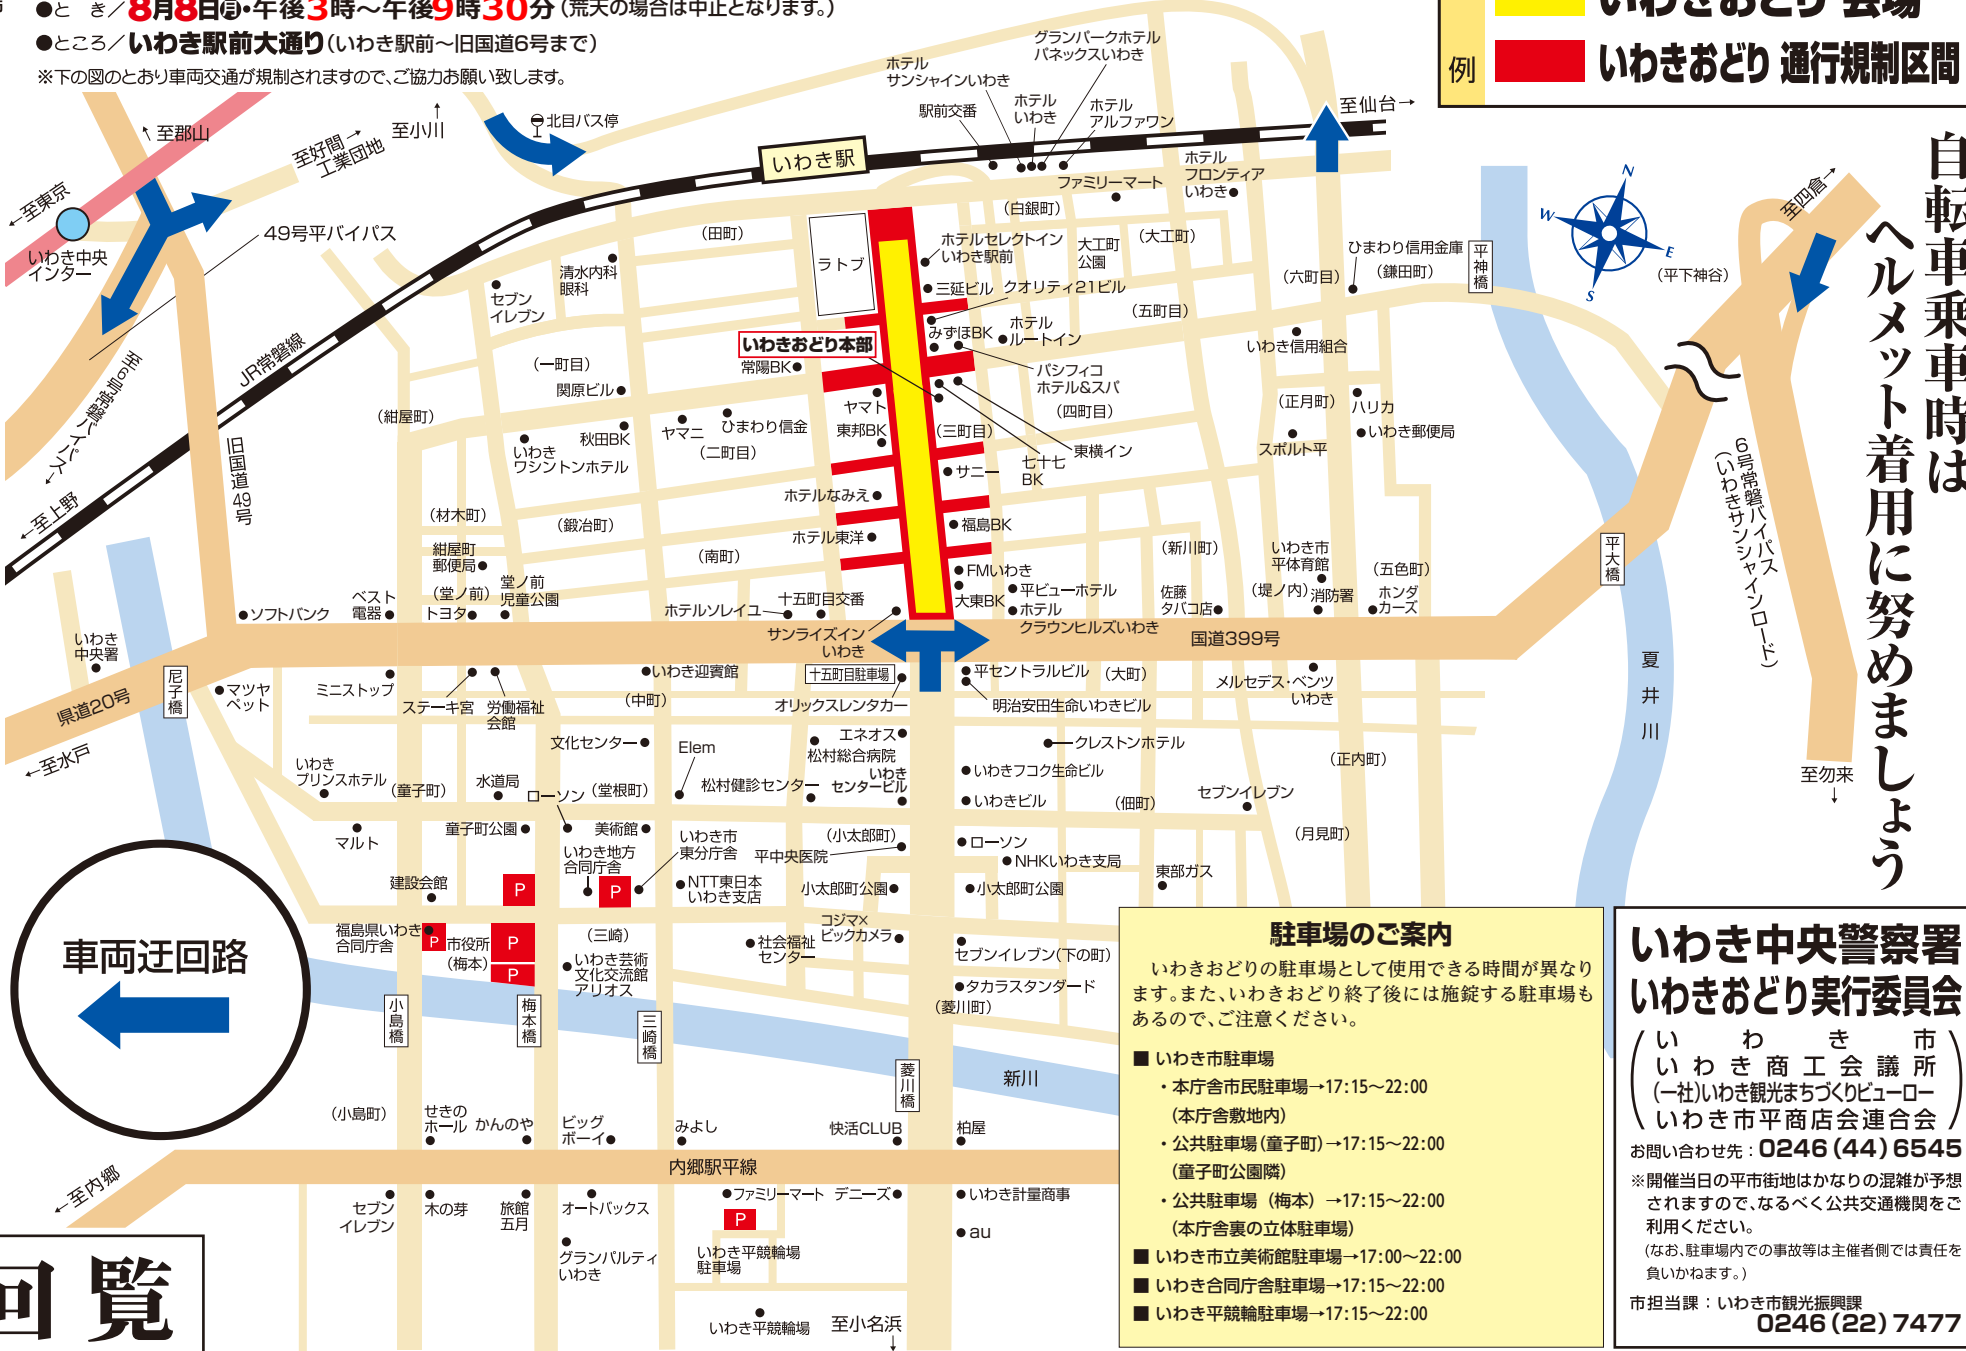 ●と き／8月8日㊊・午後3時～午後9時30分（荒天の場合は中止となります。）
●ところ／いわき駅前大通り（いわき駅前～旧国道6号まで）
※下の図のとおり車両交通が規制されますので、ご協力お願い致します。
いわきおどり 会場
例
いわきおどり 通行規制区間
自転車乗車時は
ヘルメット着用に努めましょう
↖至郡山
至好間→
工業団地
↑
至小川
北目バス停
←至東京
いわき中央
インター
49号平バイパス
至6号常磐バイパス→
JR常磐線
←至上野
旧国道49号
いわき駅
ホテル
サンシャインいわき
グランパークホテル
パネックスいわき
駅前交番
ホテル
いわき
ホテル
アルファワン
至仙台→
ファミリーマート
ホテル
フロンティア
いわき
(白銀町)
(田町)
ラトブ
ホテルセレクトイン
いわき駅前
大工町
公園
(大工町)
ひまわり信用金庫
(鎌田町)
(六町目)
平神橋
(平下神谷)
至四倉→
N
W
E
S
清水内科
眼科
セブン
イレブン
三延ビル
クオリティ21ビル
(五町目)
みずほBK
ホテル
ルートイン
いわき信用組合
いわきおどり本部
常陽BK
パシフィコ
ホテル&スパ
(一町目)
関原ビル
(紺屋町)
ヤマト
(四町目)
(正月町)
ハリカ
ヤマニ
ひまわり信金
東邦BK
(三町目)
いわき郵便局
秋田BK
いわき
ワシントンホテル
(二町目)
東横イン
スポルト平
サニー
七十七
BK
6号常磐バイパス
(いわきサンシャインロード)
ホテルなみえ
(材木町)
(鍛冶町)
福島BK
ホテル東洋
(南町)
(新川町)
いわき市
平体育館
(五色町)
平大橋
紺屋町
郵便局
(堂ノ前)
堂ノ前
児童公園
FMいわき
大東BK
平ビューホテル
ホテル
クラウンヒルズいわき
佐藤
タバコ店
(堤ノ内)
消防署
ホンダ
カーズ
ソフトバンク
ベスト
電器
トヨタ
ホテルソレイユ
十五町目交番
サンライズイン
いわき
国道399号
いわき
中央署
尼子橋
県道20号
←至水戸
マツヤ
ペット
ミニストップ
ステーキ宮
労働福祉
会館
いわき迎賓館
(中町)
十五町目駐車場
オリックスレンタカー
平セントラルビル
(大町)
明治安田生命いわきビル
メルセデス・ベンツ
いわき
夏井川
文化センター
Elem
エネオス
松村総合病院
クレストンホテル
(正内町)
至勿来
↓
いわき
プリンスホテル
(童子町)
水道局
ローソン
(堂根町)
松村健診センター
いわき
センタービル
いわきフコク生命ビル
いわきビル
(佃町)
セブンイレブン
マルト
童子町公園
美術館
いわき市
東分庁舎
(小太郎町)
平中央医院
ローソン
(月見町)
建設会館
P
いわき地方
合同庁舎
P
NTT東日本
いわき支店
小太郎町公園
NHKいわき支局
小太郎町公園
東部ガス
福島県いわき
合同庁舎
P
市役所
(梅本)
P
P
(三崎)
いわき芸術
文化交流館
アリオス
社会福祉
センター
コジマ×
ビックカメラ
セブンイレブン(下の町)
タカラスタンダード
(菱川町)
車両迂回路
小島橋
梅本橋
三崎橋
菱川橋
新川
(小島町)
せきの
ホール
かんのや
ビッグ
ボーイ
みよし
快活CLUB
柏屋
←至内郷
内郷駅平線
セブン
イレブン
木の芽
旅館
五月
オートバックス
ファミリーマート
デニーズ
いわき計量商事
P
au
グランパルティ
いわき
いわき平競輪場
駐車場
いわき平競輪場
至小名浜
↓
回覧
駐車場のご案内
いわきおどりの駐車場として使用できる時間が異なり
ます。また、いわきおどり終了後には施錠する駐車場も
あるので、ご注意ください。
■ いわき市駐車場
・本庁舎市民駐車場→17:15～22:00
(本庁舎敷地内)
・公共駐車場(童子町)→17:15～22:00
(童子町公園隣)
・公共駐車場（梅本）→17:15～22:00
(本庁舎裏の立体駐車場)
■ いわき市立美術館駐車場→17:00～22:00
■ いわき合同庁舎駐車場→17:15～22:00
■ いわき平競輪駐車場→17:15～22:00
いわき中央警察署
いわきおどり実行委員会
いわき市
いわき商工会議所
(一社)いわき観光まちづくりビューロー
いわき市平商店会連合会
お問い合わせ先：0246(44)6545
※開催当日の平市街地はかなりの混雑が予想
されますので、なるべく公共交通機関をご
利用ください。
(なお、駐車場内での事故等は主催者側では責任を
負いかねます。)
市担当課：いわき市観光振興課
0246(22)7477